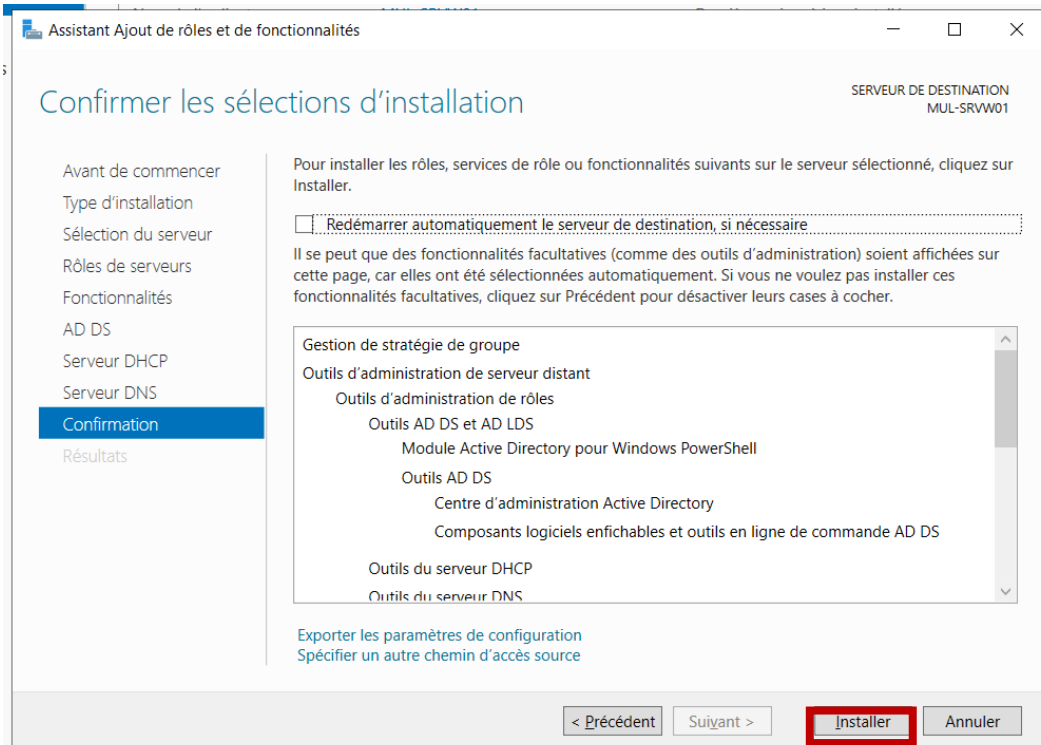 Assistant Ajout de rôles et de fonctionnalités
Confirmer les sélections d'installation
SERVEUR DE DESTINATION
MUL-SRVW01
Avant de commencer
Type d'installation
Sélection du serveur
Rôles de serveurs
Fonctionnalités
AD DS
Serveur DHCP
Serveur DNS
Confirmation
Résultats
Pour installer les rôles, services de rôle ou fonctionnalités suivants sur le serveur sélectionné, cliquez sur
Installer.
Redémarrer automatiquement le serveur de destination, si nécessaire
Il se peut que des fonctionnalités facultatives (comme des outils d'administration) soient affichées sur
cette page, car elles ont été sélectionnées automatiquement. Si vous ne voulez pas installer ces
fonctionnalités facultatives, cliquez sur Précédent pour désactiver leurs cases à cocher.
Gestion de stratégie de groupe
Outils d'administration de serveur distant
Outils d'administration de rôles
Outils AD DS et AD LDS
Module Active Directory pour Windows PowerShell
Outils AD DS
Centre d'administration Active Directory
Composants logiciels enfichables et outils en ligne de commande AD DS
Outils du serveur DHCP
Outils du serveur DNS
Exporter les paramètres de configuration
Spécifier un autre chemin d'accès source
< Précédent
Suivant >
Installer
Annuler